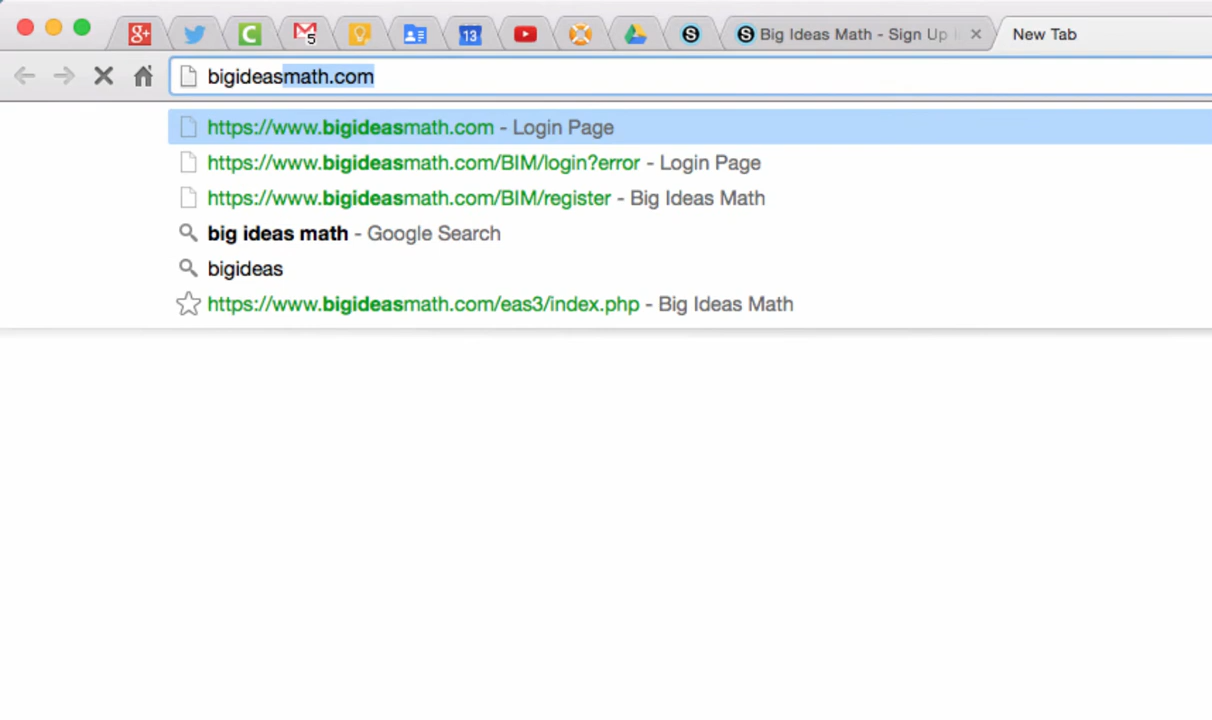 5
13
Big Ideas Math - Sign Up
New Tab
bigideasmath.com
https://www.bigideasmath.com - Login Page
https://www.bigideasmath.com/BIM/login?error - Login Page
https://www.bigideasmath.com/BIM/register - Big Ideas Math
big ideas math - Google Search
bigideas
https://www.bigideasmath.com/eas3/index.php - Big Ideas Math